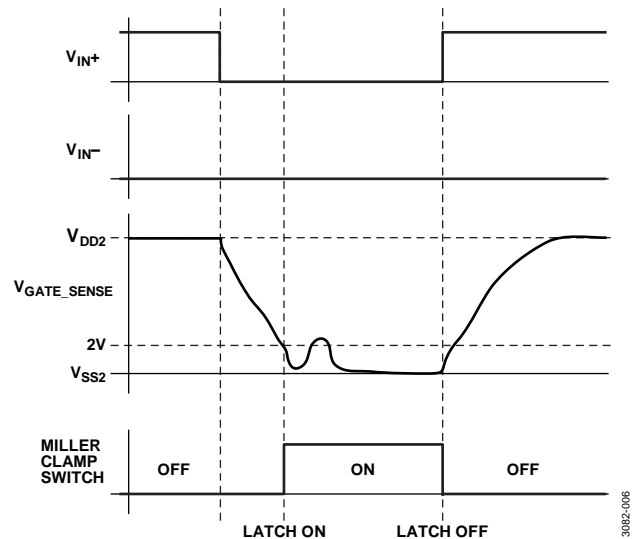 VIN+
VIN−
VDD2
VGATE_SENSE
2V
VSS2
MILLER
CLAMP
SWITCH
OFF
ON
OFF
LATCH ON
LATCH OFF
3082-006